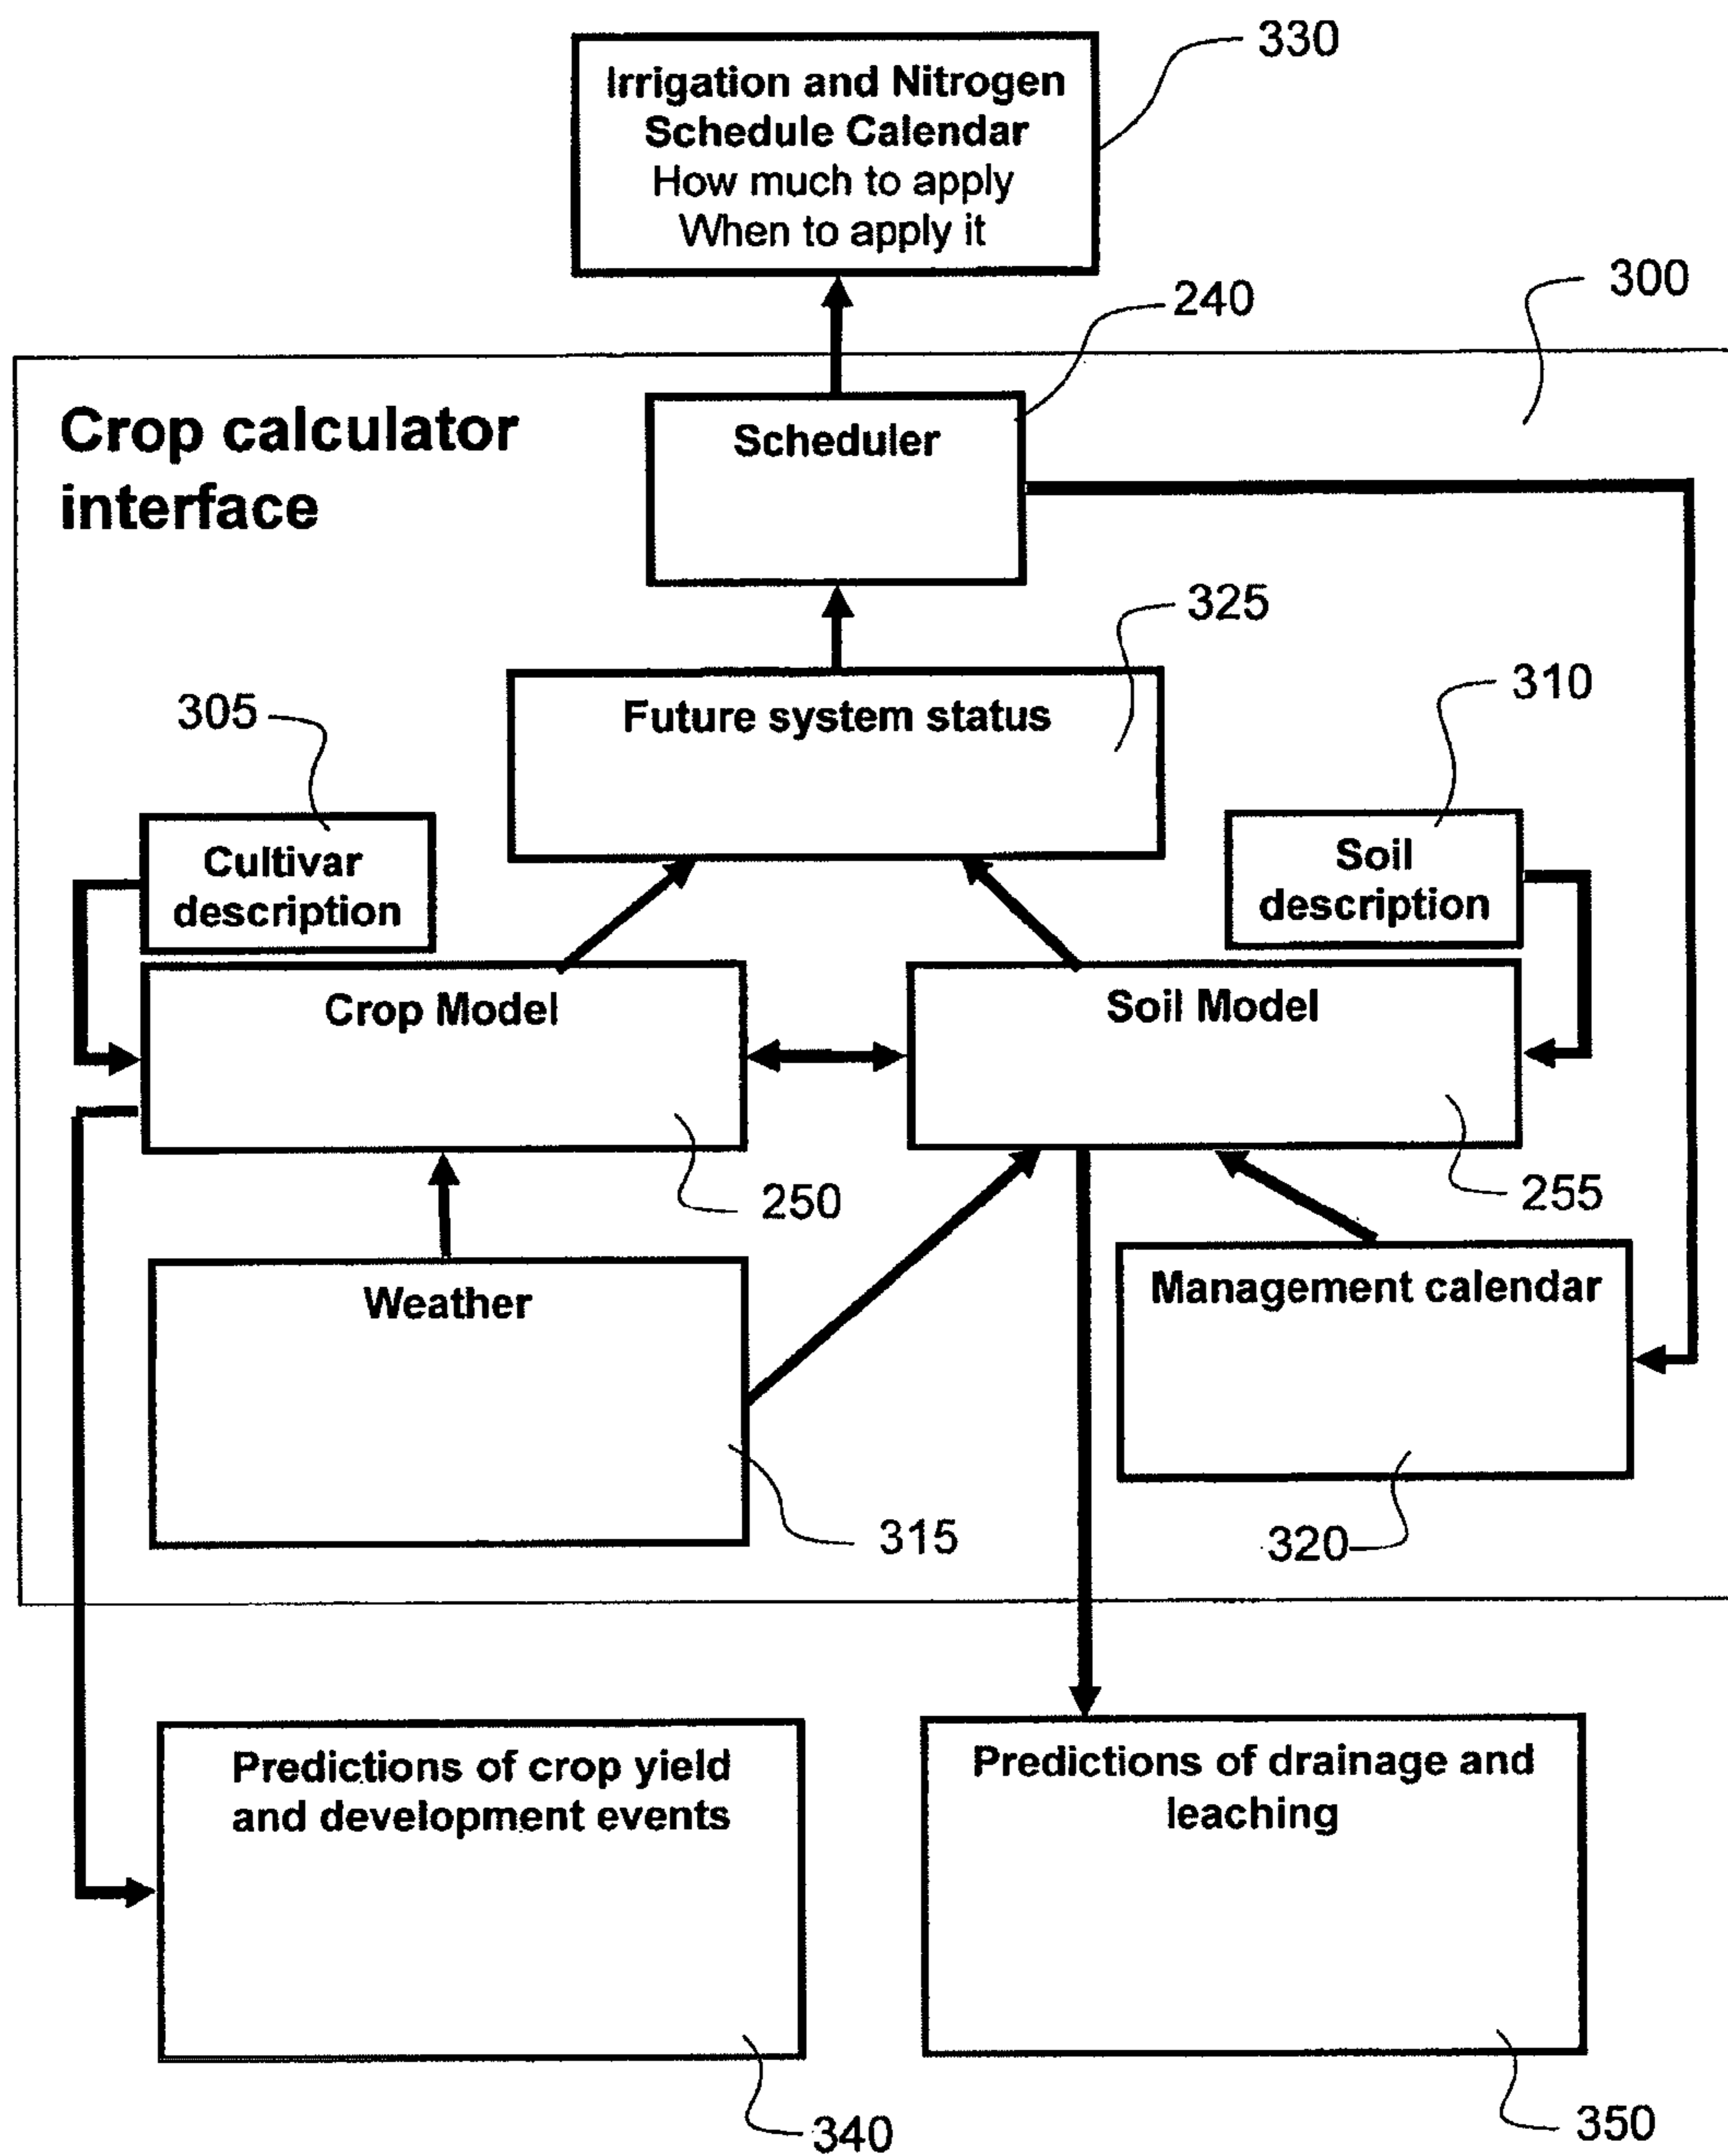 330
Irrigation and Nitrogen
Schedule Calendar
How much to apply
When to apply it
300
240
Crop calculator
interface
Scheduler
325
Future system status
305
310
Cultivar
description
Soil
description
Crop Model
Soil Model
250
255
Weather
Management calendar
315
320
Predictions of crop yield
and development events
Predictions of drainage and
leaching
340
350